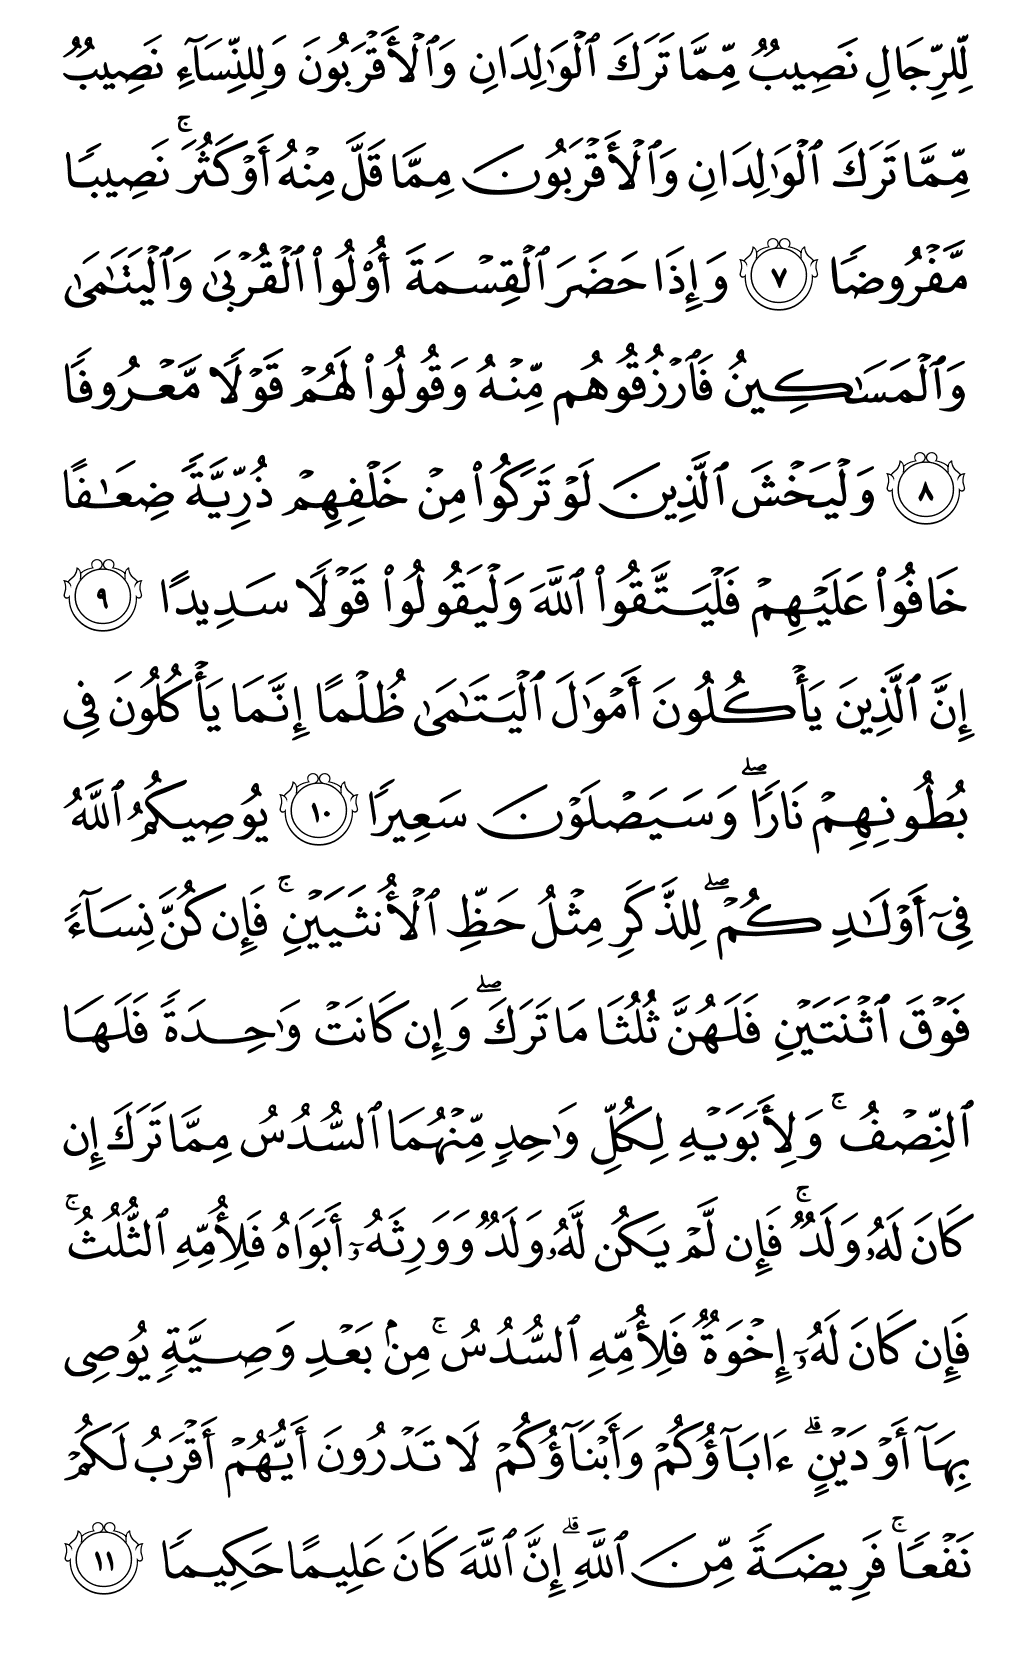 لِّلرِّجَالِ نَصِيبٌ مِّمَّا تَرَكَ ٱلْوَٰلِدَانِ وَٱلْأَقْرَبُونَ وَلِلنِّسَآءِ نَصِيبٌ
مِّمَّا تَرَكَ ٱلْوَٰلِدَانِ وَٱلْأَقْرَبُونَ مِمَّا قَلَّ مِنْهُ أَوْ كَثُرَ ۚ نَصِيبًا
مَّفْرُوضًا ٧ وَإِذَا حَضَرَ ٱلْقِسْمَةَ أُو۟لُوا۟ ٱلْقُرْبَىٰ وَٱلْيَتَـٰمَىٰ
وَٱلْمَسَـٰكِينُ فَٱرْزُقُوهُم مِّنْهُ وَقُولُوا۟ لَهُمْ قَوْلًا مَّعْرُوفًا
٨ وَلْيَخْشَ ٱلَّذِينَ لَوْ تَرَكُوا۟ مِنْ خَلْفِهِمْ ذُرِّيَّةً ضِعَـٰفًا
خَافُوا۟ عَلَيْهِمْ فَلْيَتَّقُوا۟ ٱللَّهَ وَلْيَقُولُوا۟ قَوْلًا سَدِيدًا ٩
إِنَّ ٱلَّذِينَ يَأْكُلُونَ أَمْوَٰلَ ٱلْيَتَـٰمَىٰ ظُلْمًا إِنَّمَا يَأْكُلُونَ فِى
بُطُونِهِمْ نَارًا ۖ وَسَيَصْلَوْنَ سَعِيرًا ١٠ يُوصِيكُمُ ٱللَّهُ
فِىٓ أَوْلَـٰدِكُمْ ۖ لِلذَّكَرِ مِثْلُ حَظِّ ٱلْأُنثَيَيْنِ ۚ فَإِن كُنَّ نِسَآءً
فَوْقَ ٱثْنَتَيْنِ فَلَهُنَّ ثُلُثَا مَا تَرَكَ ۖ وَإِن كَانَتْ وَٰحِدَةً فَلَهَا
ٱلنِّصْفُ ۚ وَلِأَبَوَيْهِ لِكُلِّ وَٰحِدٍ مِّنْهُمَا ٱلسُّدُسُ مِمَّا تَرَكَ إِن
كَانَ لَهُۥ وَلَدٌ ۚ فَإِن لَّمْ يَكُن لَّهُۥ وَلَدٌ وَوَرِثَهُۥٓ أَبَوَاهُ فَلِأُمِّهِ ٱلثُّلُثُ ۚ
فَإِن كَانَ لَهُۥٓ إِخْوَةٌ فَلِأُمِّهِ ٱلسُّدُسُ ۚ مِنۢ بَعْدِ وَصِيَّةٍ يُوصِى
بِهَآ أَوْ دَيْنٍ ۗ ءَابَآؤُكُمْ وَأَبْنَآؤُكُمْ لَا تَدْرُونَ أَيُّهُمْ أَقْرَبُ لَكُمْ
نَفْعًا ۚ فَرِيضَةً مِّنَ ٱللَّهِ ۗ إِنَّ ٱللَّهَ كَانَ عَلِيمًا حَكِيمًا ١١